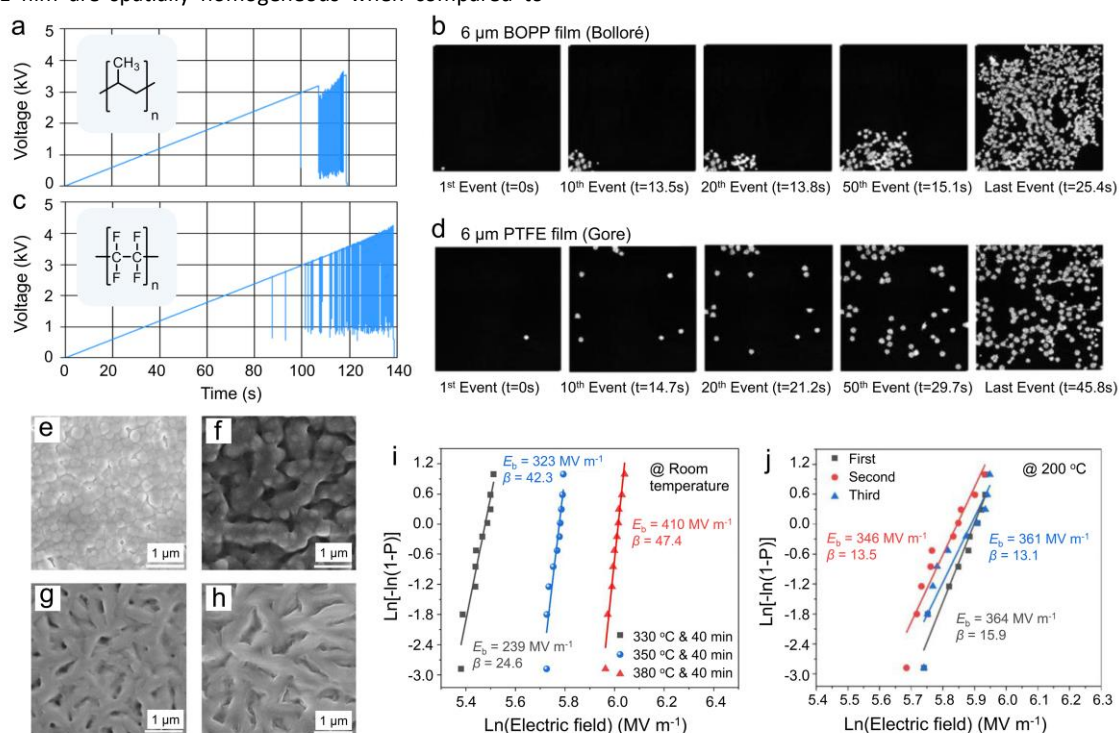 film are spatially homogeneous when compared to
a
CH3
n
Voltage (kV)
5
4
3
2
1
0
c
F F
C C
F F
n
Voltage (kV)
5
4
3
2
1
0
0 20 40 60 80 100 120 140
Time (s)
b 6 µm BOPP film (Bolloré)
1st Event (t=0s) 10th Event (t=13.5s) 20th Event (t=13.8s) 50th Event (t=15.1s) Last Event (t=25.4s)
d 6 µm PTFE film (Gore)
1st Event (t=0s) 10th Event (t=14.7s) 20th Event (t=21.2s) 50th Event (t=29.7s) Last Event (t=45.8s)
e
1 µm
f
1 µm
g
1 µm
h
1 µm
i
Ln[-ln(1-P)]
1.2
0.6
0.0
-0.6
-1.2
-1.8
-2.4
-3.0
Eb = 323 MV m-1
β = 42.3
@ Room
temperature
Eb = 410 MV m-1
β = 47.4
Eb = 239 MV m-1
β = 24.6
330 °C & 40 min
350 °C & 40 min
380 °C & 40 min
5.4 5.6 5.8 6.0 6.2 6.4
Ln(Electric field) (MV m-1)
j
Ln[-ln(1-P)]
1.2
0.6
0.0
-0.6
-1.2
-1.8
-2.4
-3.0
First
Second
Third
@ 200 °C
Eb = 346 MV m-1
β = 13.5
Eb = 361 MV m-1
β = 13.1
Eb = 364 MV m-1
β = 15.9
5.5 5.6 5.7 5.8 5.9 6.0 6.1 6.2 6.3 6.4
Ln(Electric field) (MV m-1)